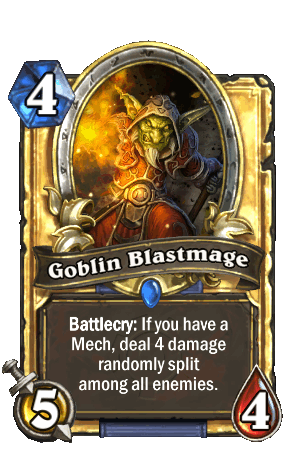 4
Goblin Blastmage
Battlecry: If you have a
Mech, deal 4 damage
randomly split
among all enemies.
5
4